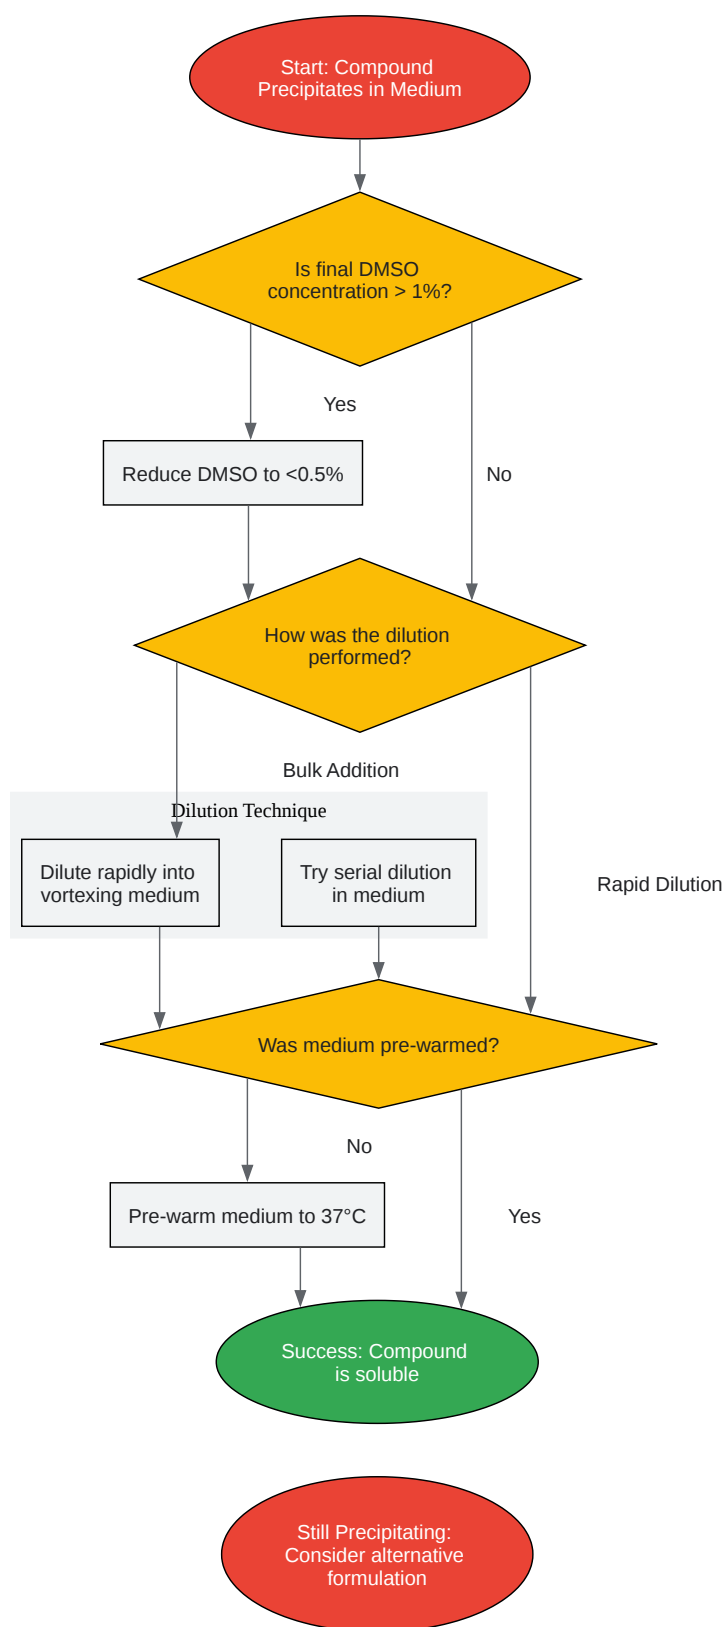 Start: Compound
Precipitates in Medium
Is final DMSO
concentration > 1%?
Yes
Reduce DMSO to <0.5%
No
How was the dilution
performed?
Bulk Addition
Dilution Technique
Dilute rapidly into
vortexing medium
Try serial dilution
in medium
Rapid Dilution
Was medium pre-warmed?
No
Pre-warm medium to 37°C
Yes
Success: Compound
is soluble
Still Precipitating:
Consider alternative
formulation